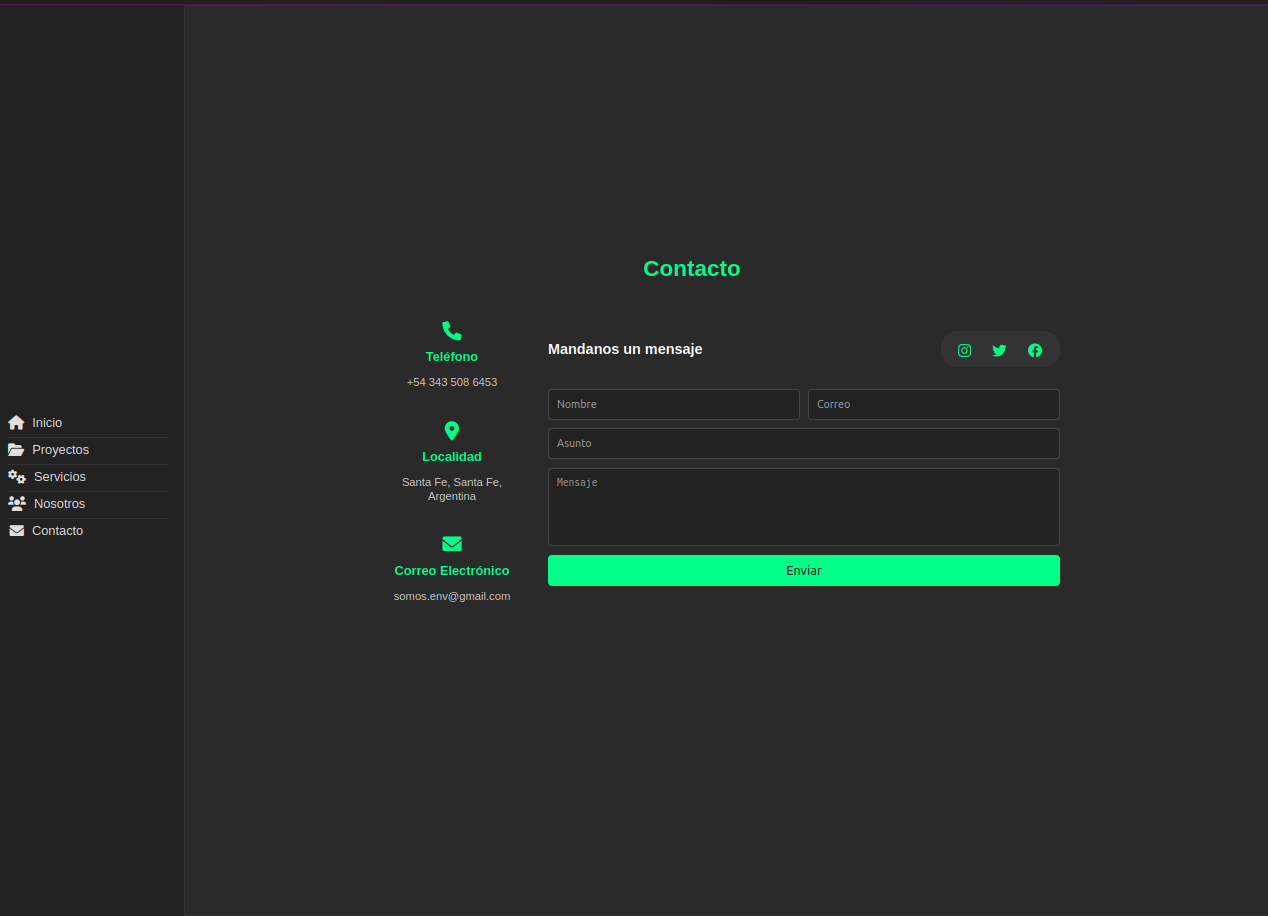 Inicio
Proyectos
Servicios
Nosotros
Contacto
Contacto
Teléfono
+54 343 508 6453
Localidad
Santa Fe, Santa Fe,
Argentina
Correo Electrónico
somos.env@gmail.com
Mandanos un mensaje
Nombre
Correo
Asunto
Mensaje
Enviar